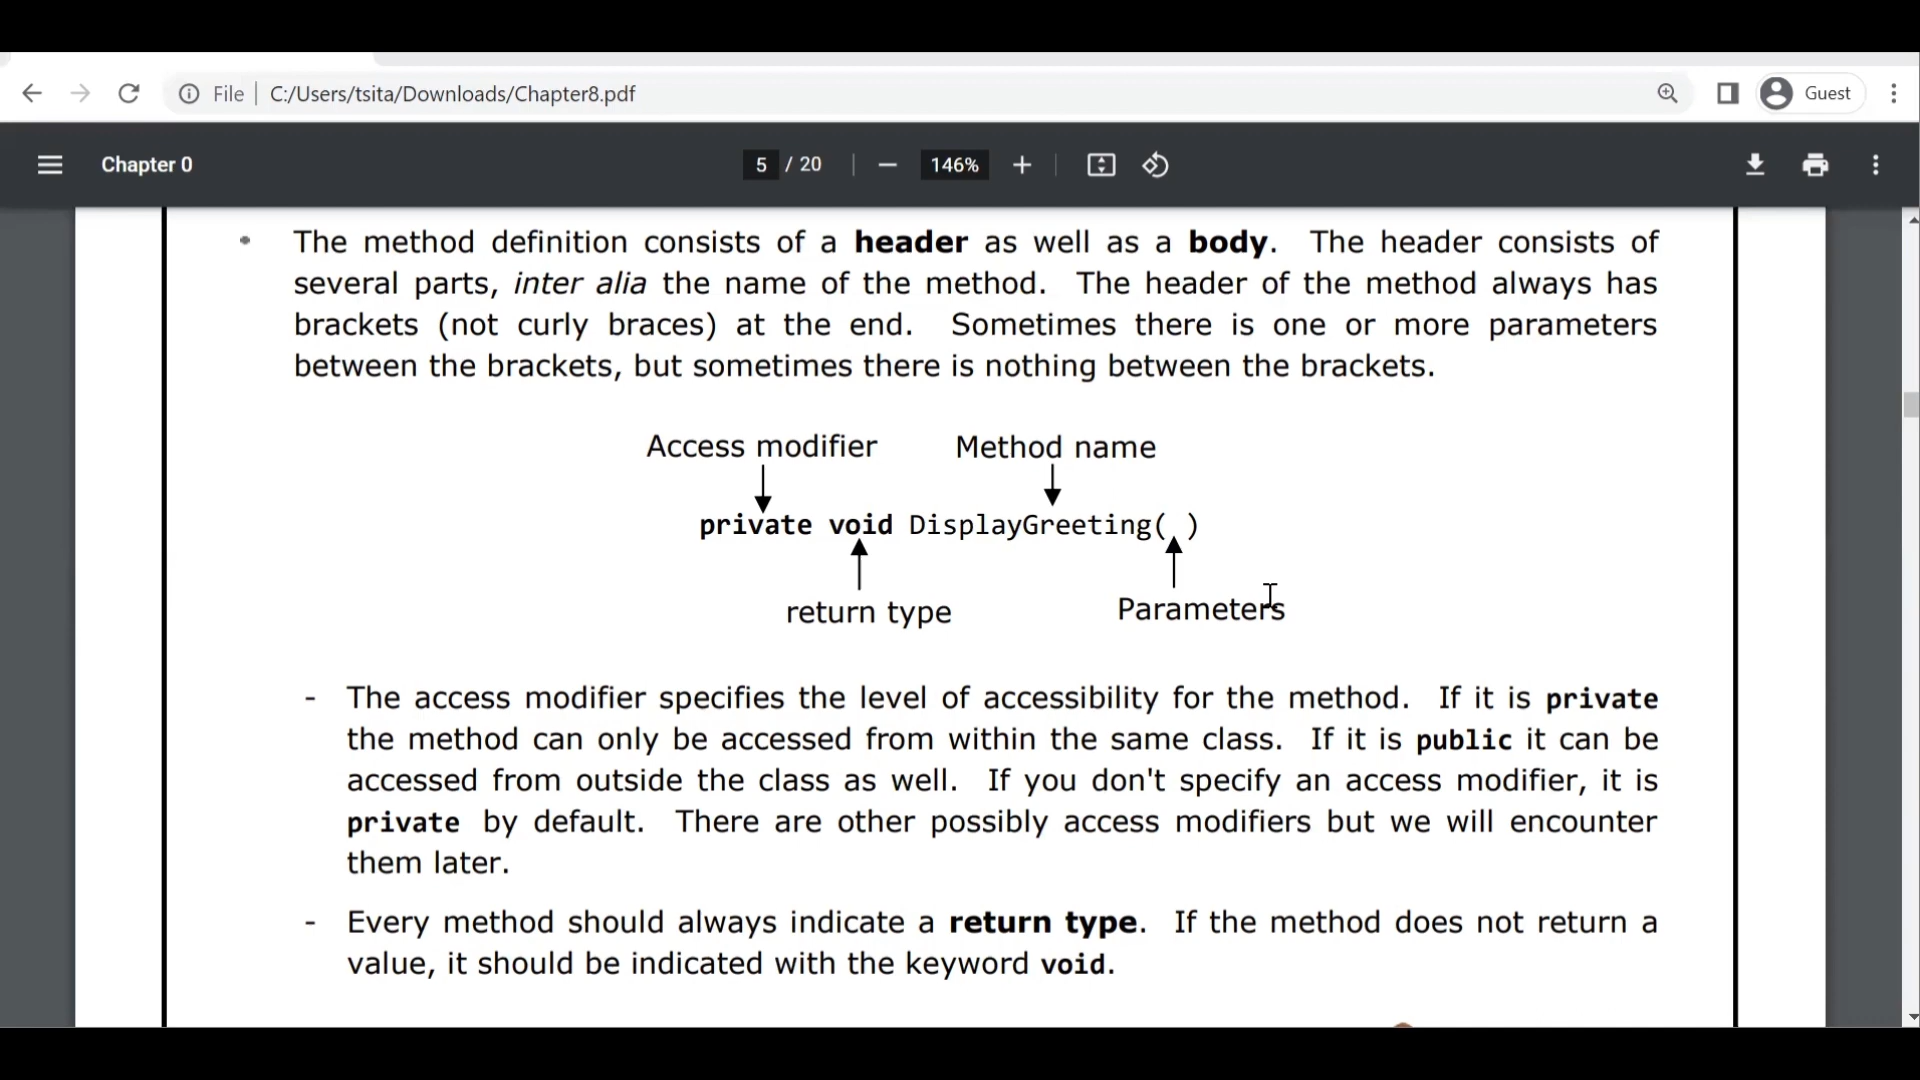 File | C:/Users/tsita/Downloads/Chapter8.pdf
Guest
Chapter 0
5 / 20
146%
• The method definition consists of a header as well as a body. The header consists of
several parts, inter alia the name of the method. The header of the method always has
brackets (not curly braces) at the end. Sometimes there is one or more parameters
between the brackets, but sometimes there is nothing between the brackets.
Access modifier Method name
private void DisplayGreeting( )
return type Parameters
- The access modifier specifies the level of accessibility for the method. If it is private
the method can only be accessed from within the same class. If it is public it can be
accessed from outside the class as well. If you don't specify an access modifier, it is
private by default. There are other possibly access modifiers but we will encounter
them later.
- Every method should always indicate a return type. If the method does not return a
value, it should be indicated with the keyword void.